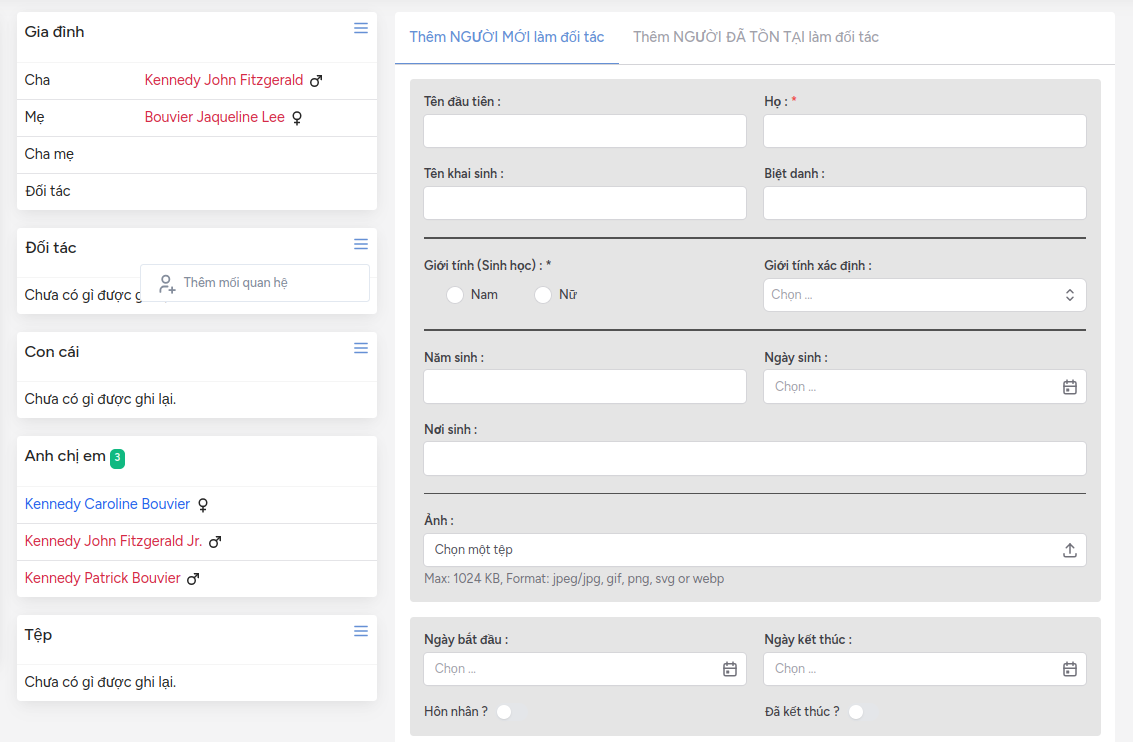 Gia đình
Cha Kennedy John Fitzgerald
Mẹ Bouvier Jaqueline Lee
Cha mẹ
Đối tác
Đối tác
Thêm mối quan hệ
Chưa có gì được
Con cái
Chưa có gì được ghi lại.
Anh chị em 3
Kennedy Caroline Bouvier
Kennedy John Fitzgerald Jr.
Kennedy Patrick Bouvier
Tệp
Chưa có gì được ghi lại.
Thêm NGƯỜI MỚI làm đối tác Thêm NGƯỜI ĐÃ TỒN TẠI làm đối tác
Tên đầu tiên : Họ : *
Tên khai sinh : Biệt danh :
Giới tính (Sinh học) : * Giới tính xác định :
Nam Nữ Chọn ...
Năm sinh : Ngày sinh :
Chọn ...
Nơi sinh :
Ảnh :
Chọn một tệp
Max: 1024 KB, Format: jpeg/jpg, gif, png, svg or webp
Ngày bắt đầu : Ngày kết thúc :
Chọn ... Chọn ...
Hôn nhân ? Đã kết thúc ?